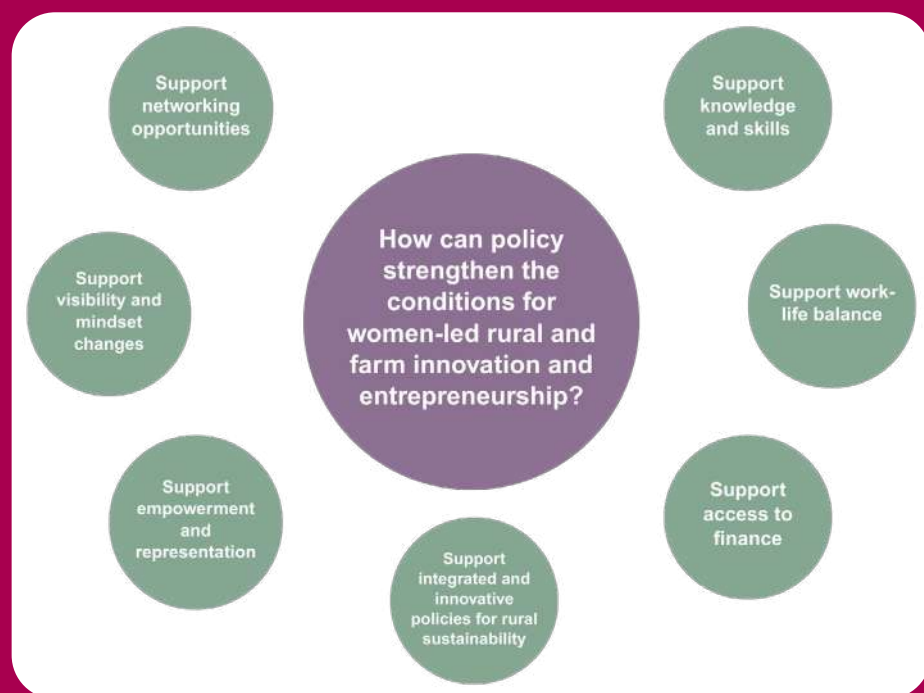 Support
networking
opportunities
Support
knowledge
and skills
How can policy
strengthen the
conditions for
women-led rural and
farm innovation and
entrepreneurship?
Support
visibility and
mindset
changes
Support work-
life balance
Support
empowerment
and
representation
Support
access to
finance
Support
integrated and
innovative
policies for rural
sustainability